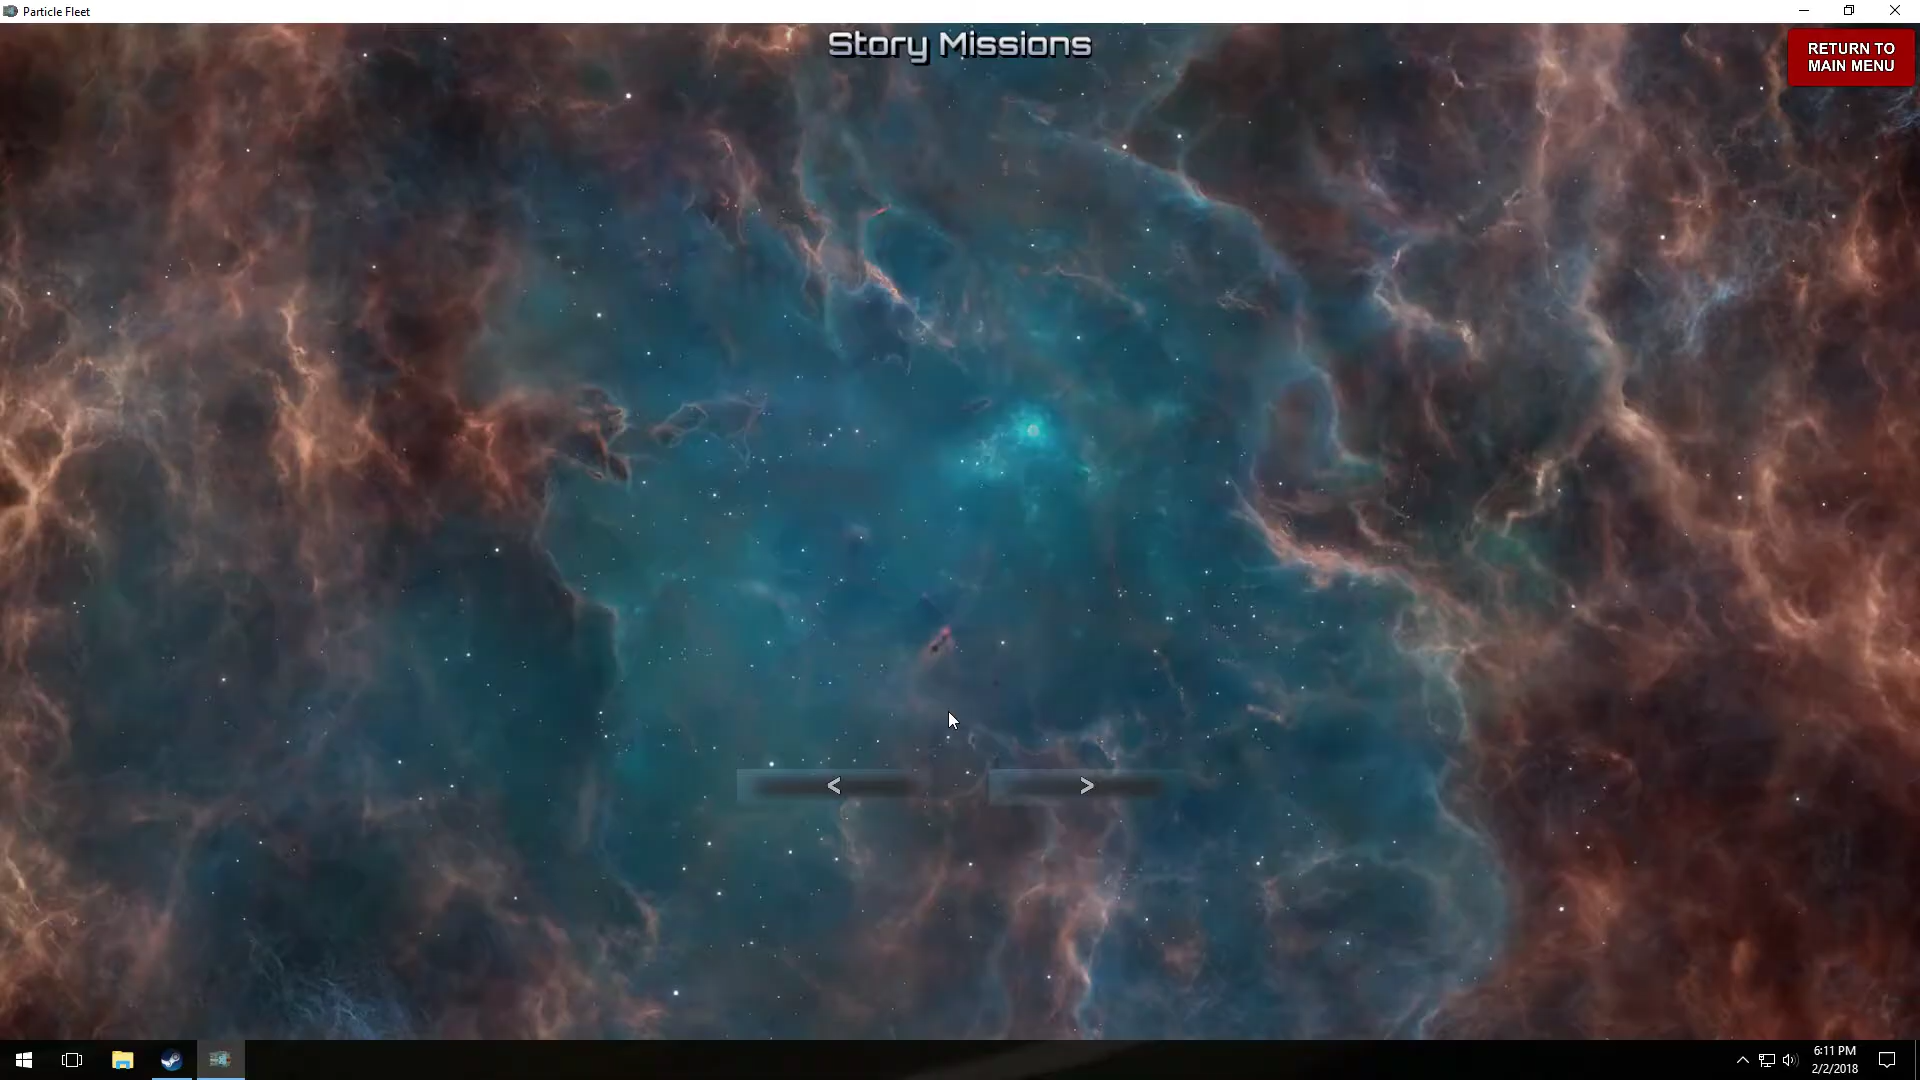 Particle Fleet
Story Missions
RETURN TO
MAIN MENU
<
>
6:11 PM
2/2/2018